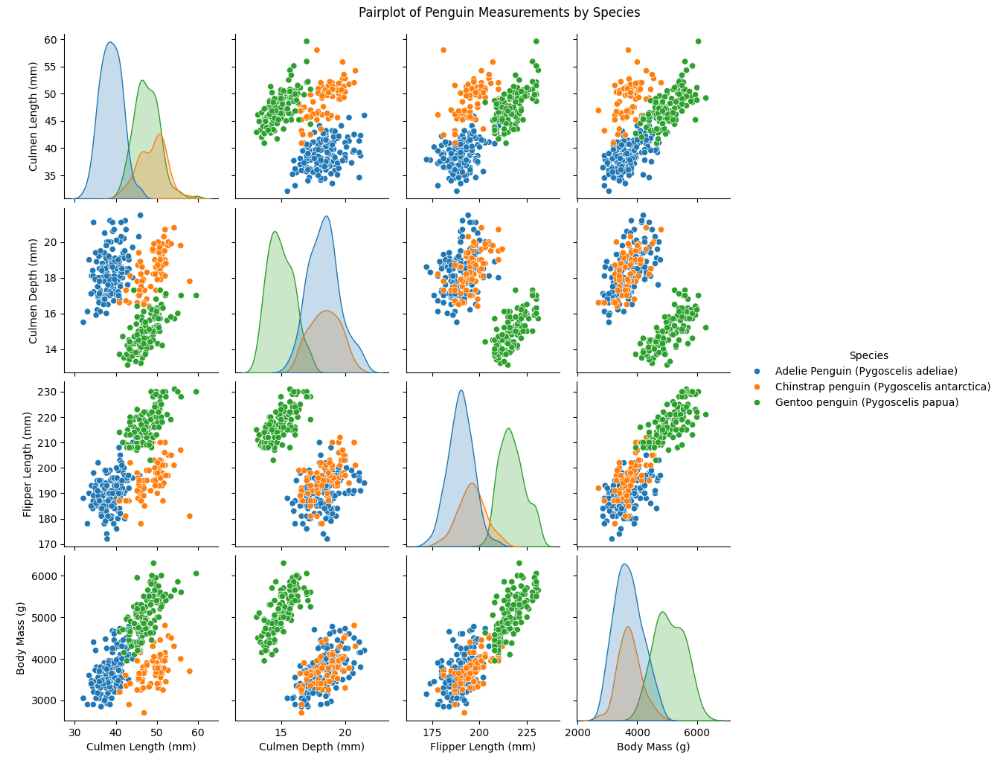 Pairplot of Penguin Measurements by Species
60
55
50
45
40
35
Culmen Length (mm)
20
18
16
14
Culmen Depth (mm)
Species
Adelie Penguin (Pygoscelis adeliae)
Chinstrap penguin (Pygoscelis antarctica)
Gentoo penguin (Pygoscelis papua)
230
220
210
200
190
180
170
Flipper Length (mm)
6000
5000
4000
3000
Body Mass (g)
30 40 50 60 15 20 175 200 225 2000 4000 6000
Culmen Length (mm) Culmen Depth (mm) Flipper Length (mm) Body Mass (g)